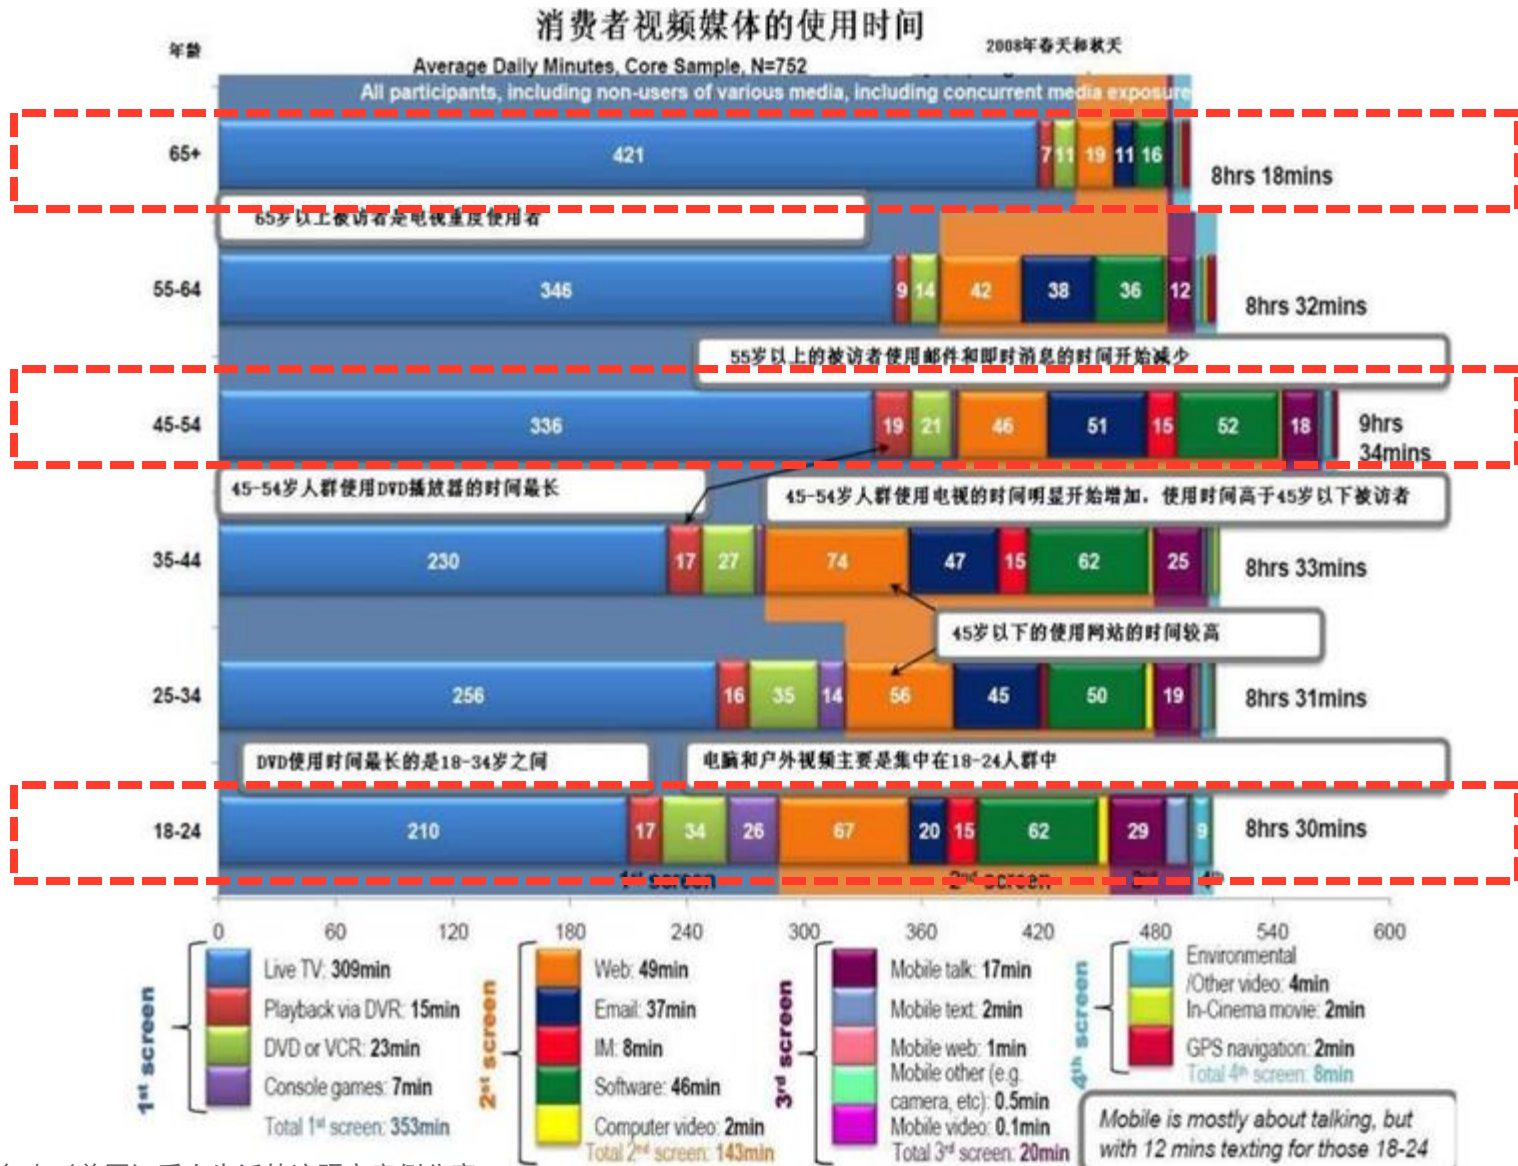 消费者视频媒体的使用时间
年龄
2008年春天和秋天
Average Daily Minutes, Core Sample, N=752
All participants, including non-users of various media, including concurrent media exposure
65+ 421 7 11 19 11 16 8hrs 18mins
65岁以上被访者是电视重度使用者
55-64 346 9 14 42 38 36 12 8hrs 32mins
55岁以上的被访者使用邮件和即时消息的时间开始减少
45-54 336 19 21 46 51 15 52 18 9hrs
34mins
45-54岁人群使用DVD播放器的时间最长
45-54岁人群使用电视的时间明显开始增加，使用时间高于45岁以下被访者
35-44 230 17 27 74 47 15 62 25 8hrs 33mins
45岁以下的使用网站的时间较高
25-34 256 16 35 14 56 45 50 19 8hrs 31mins
DVD使用时间最长的是18-34岁之间
电脑和户外视频主要是集中在18-24人群中
18-24 210 17 34 26 67 20 15 62 29 9 8hrs 30mins
1st screen 2nd screen 3rd 4th
0 60 120 180 240 300 360 420 480 540 600
1st screen
Live TV: 309min
Playback via DVR: 15min
DVD or VCR: 23min
Console games: 7min
Total 1st screen: 353min
2st screen
Web: 49min
Email: 37min
IM: 8min
Software: 46min
Computer video: 2min
Total 2nd screen: 143min
3rd screen
Mobile talk: 17min
Mobile text: 2min
Mobile web: 1min
Mobile other (e.g.
camera, etc): 0.5min
Mobile video: 0.1min
Total 3rd screen: 20min
4th screen
Environmental
/Other video: 4min
In-Cinema movie: 2min
GPS navigation: 2min
Total 4th screen: 8min
Mobile is mostly about talking, but
with 12 mins texting for those 18-24